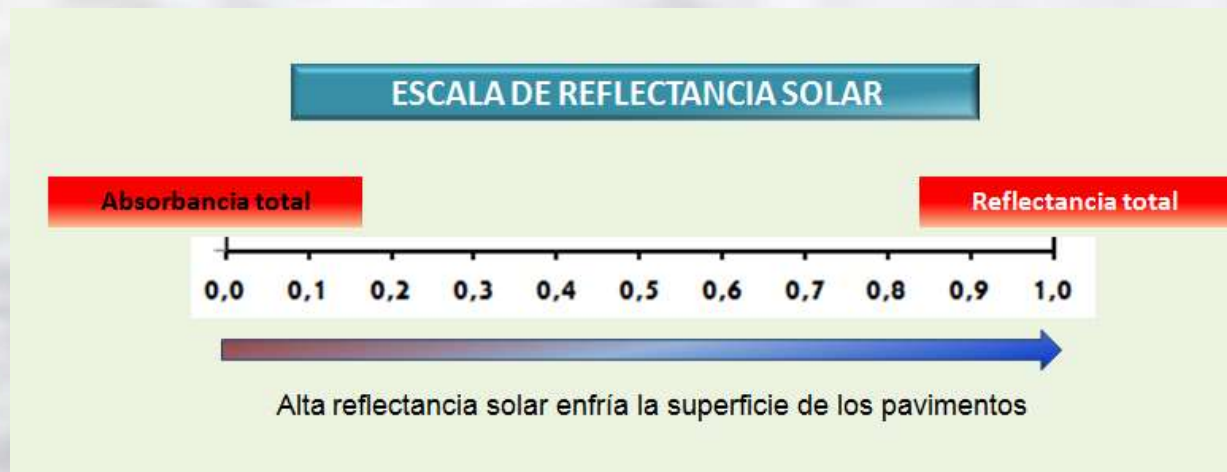 ESCALA DE REFLECTANCIA SOLAR
Absorbancia total
Reflectancia total
0,0 0,1 0,2 0,3 0,4 0,5 0,6 0,7 0,8 0,9 1,0
Alta reflectancia solar enfría la superficie de los pavimentos